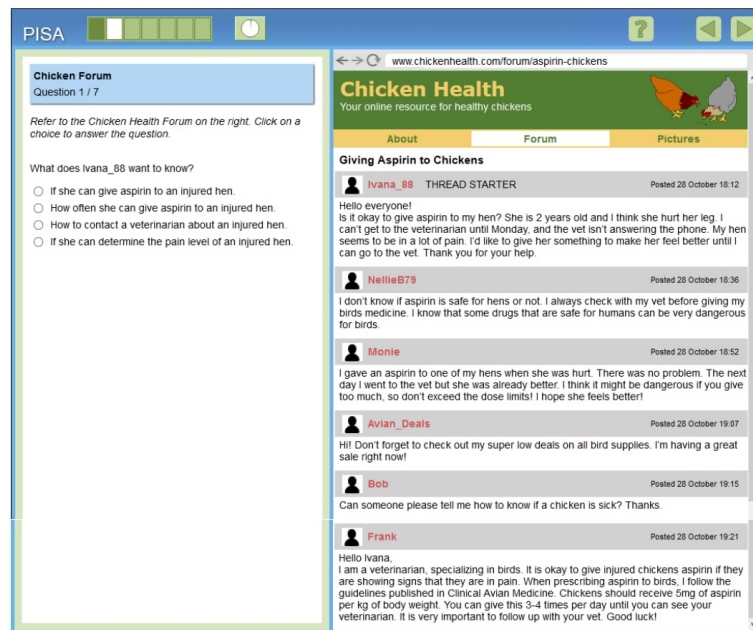 PISA
?
Chicken Forum
Question 1 / 7
Refer to the Chicken Health Forum on the right. Click on a
choice to answer the question.
What does Ivana_88 want to know?
If she can give aspirin to an injured hen.
How often she can give aspirin to an injured hen.
How to contact a veterinarian about an injured hen.
If she can determine the pain level of an injured hen.
www.chickenhealth.com/forum/aspirin-chickens
Chicken Health
Your online resource for healthy chickens
About Forum Pictures
Giving Aspirin to Chickens
Ivana_88 THREAD STARTER Posted 28 October 18:12
Hello everyone!
Is it okay to give aspirin to my hen? She is 2 years old and I think she hurt her leg. I
can't get to the veterinarian until Monday, and the vet isn't answering the phone. My hen
seems to be in a lot of pain. I'd like to give her something to make her feel better until I
can go to the vet. Thank you for your help.
NellieB79 Posted 28 October 18:36
I don't know if aspirin is safe for hens or not. I always check with my vet before giving my
birds medicine. I know that some drugs that are safe for humans can be very dangerous
for birds.
Monie Posted 28 October 18:52
I gave an aspirin to one of my hens when she was hurt. There was no problem. The next
day I went to the vet but she was already better. I think it might be dangerous if you give
too much, so don't exceed the dose limits! I hope she feels better!
Avian_Deals Posted 28 October 19:07
Hi! Don't forget to check out my super low deals on all bird supplies. I'm having a great
sale right now!
Bob Posted 28 October 19:15
Can someone please tell me how to know if a chicken is sick? Thanks.
Frank Posted 28 October 19:21
Hello Ivana,
I am a veterinarian, specializing in birds. It is okay to give injured chickens aspirin if they
are showing signs that they are in pain. When prescribing aspirin to birds, I follow the
guidelines published in Clinical Avian Medicine. Chickens should receive 5mg of aspirin
per kg of body weight. You can give this 3-4 times per day until you can see your
veterinarian. It is very important to follow up with your vet. Good luck!